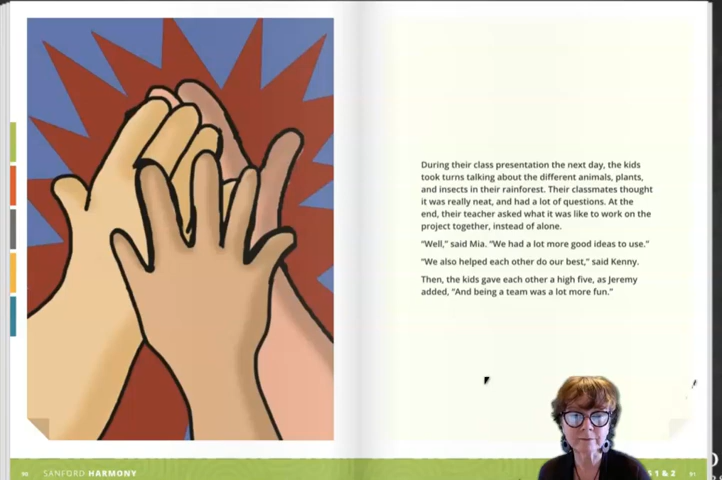 During their class presentation the next day, the kids
took turns talking about the different animals, plants,
and insects in their rainforest. Their classmates thought
it was really neat, and had a lot of questions. At the
end, their teacher asked what it was like to work on the
project together, instead of alone.
"Well," said Mia. "We had a lot more good ideas to use."
"We also helped each other do our best," said Kenny.
Then, the kids gave each other a high five, as Jeremy
added, "And being a team was a lot more fun."
SANFORD HARMONY
1 & 2